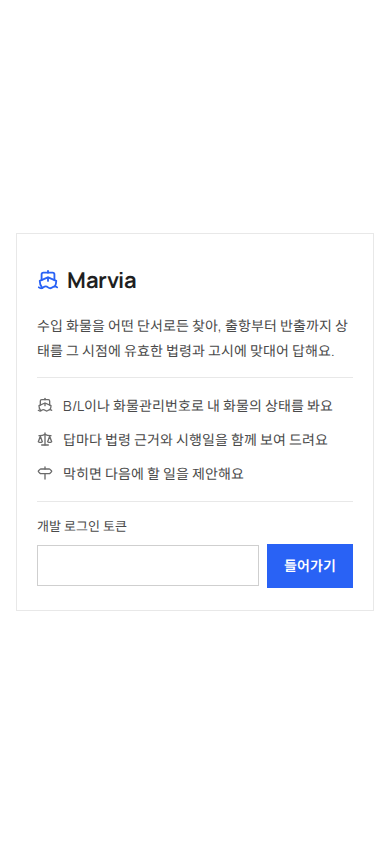 Marvia
수입 화물을 어떤 단서로든 찾아, 출항부터 반출까지 상
태를 그 시점에 유효한 법령과 고시에 맞대어 답해요.
B/L이나 화물관리번호로 내 화물의 상태를 봐요
답마다 법령 근거와 시행일을 함께 보여 드려요
막히면 다음에 할 일을 제안해요
개발 로그인 토큰
들어가기